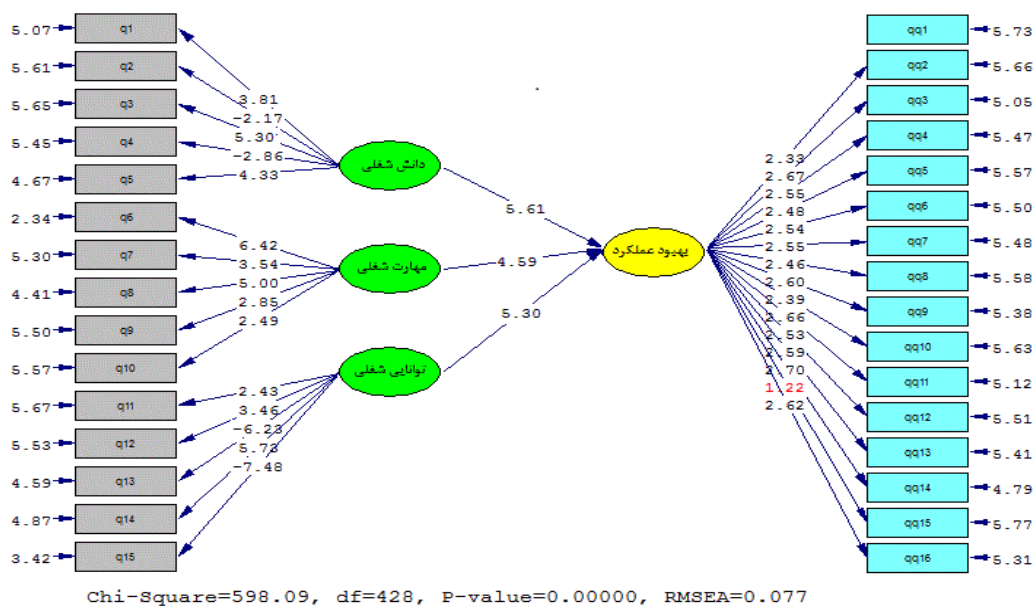 5.07 q1
5.61 q2
5.65 q3
5.45 q4
4.67 q5
2.34 q6
5.30 q7
4.41 q8
5.50 q9
5.57 q10
5.67 q11
5.53 q12
4.59 q13
4.87 q14
3.42 q15
3.81
-2.17
5.30
-2.86
4.33
6.42
3.54
5.00
2.85
2.49
2.43
3.46
-6.23
5.73
-7.48
دانش شغلی
مهارت شغلی
توانایی شغلی
5.61
4.59
5.30
بهبود عملکرد
2.33
2.67
2.55
2.48
2.54
2.55
2.46
2.60
2.39
2.66
2.53
2.59
2.70
1.22
2.62
qq1 5.73
qq2 5.66
qq3 5.05
qq4 5.47
qq5 5.57
qq6 5.50
qq7 5.48
qq8 5.58
qq9 5.38
qq10 5.63
qq11 5.12
qq12 5.51
qq13 5.41
qq14 4.79
qq15 5.77
qq16 5.31
Chi-Square=598.09, df=428, P-value=0.00000, RMSEA=0.077